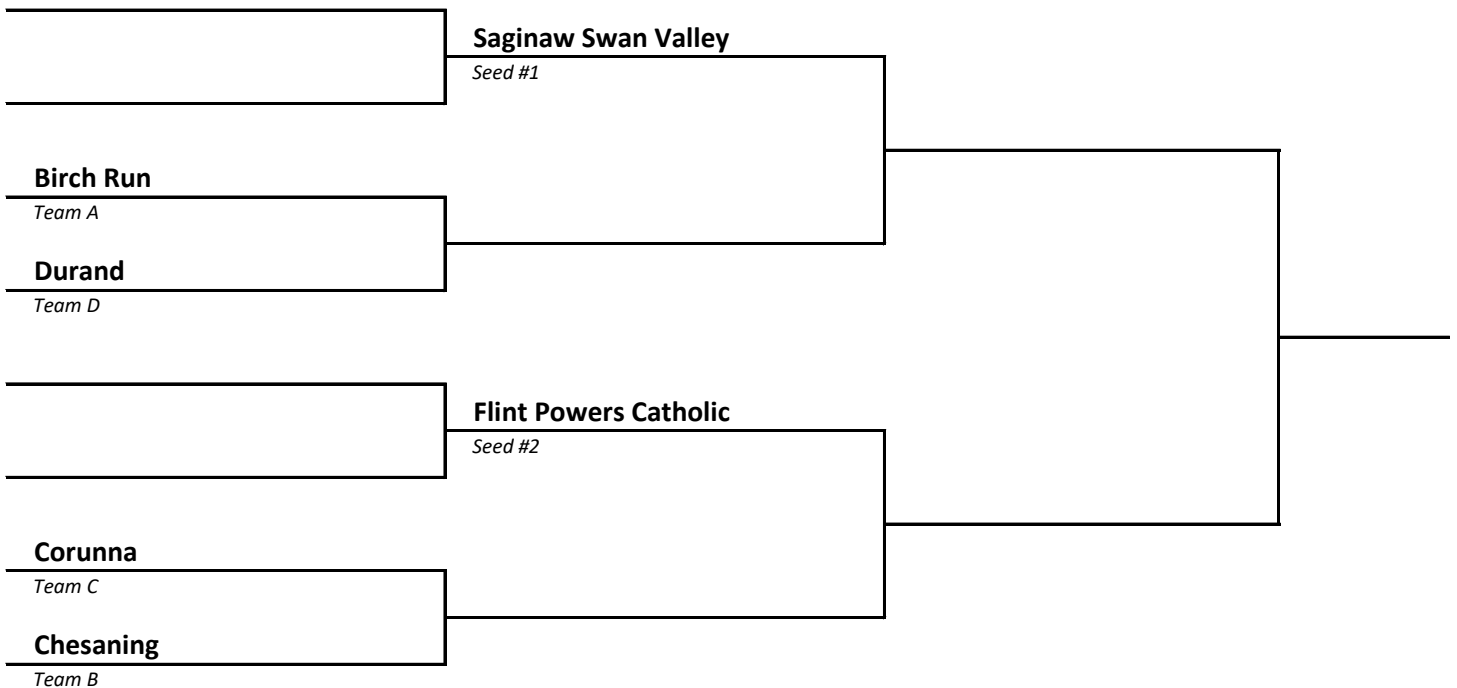 Saginaw Swan Valley
Seed #1
Birch Run
Team A
Durand
Team D
Flint Powers Catholic
Seed #2
Corunna
Team C
Chesaning
Team B